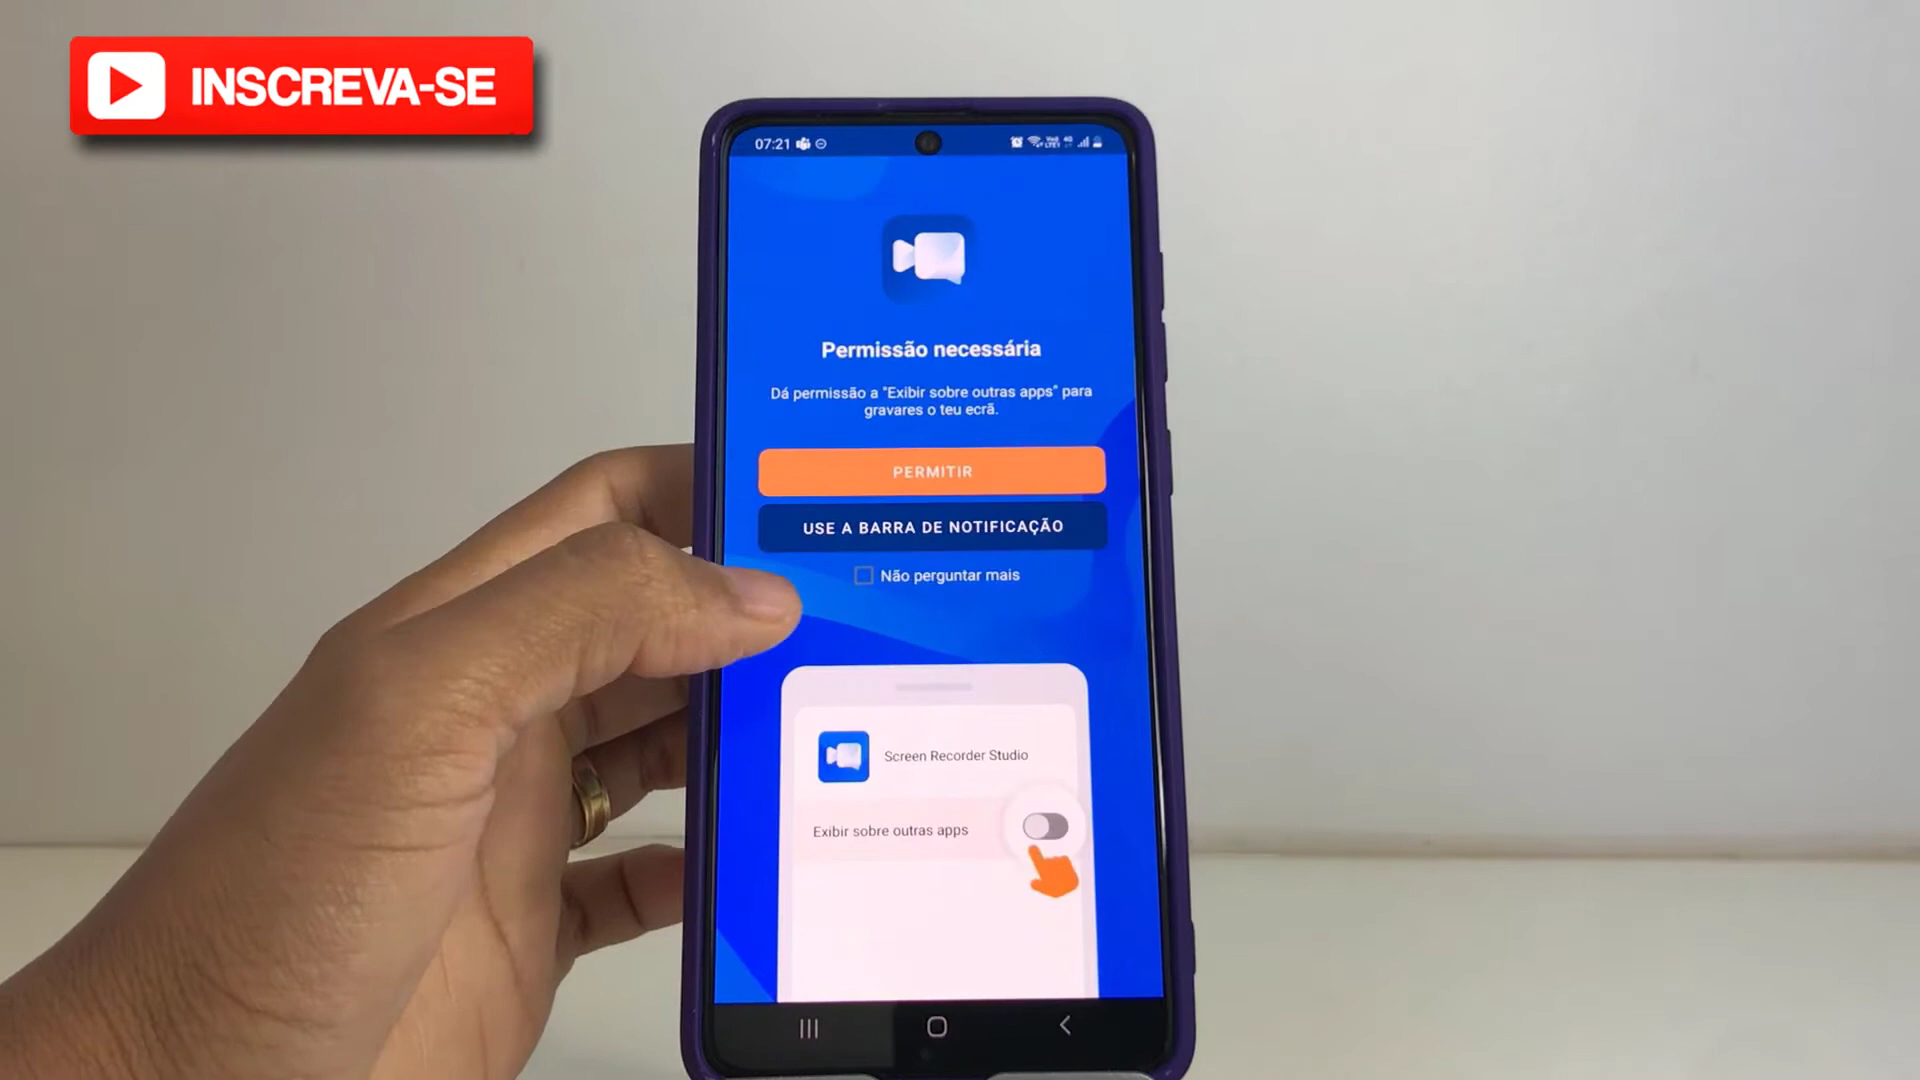 INSCREVA-SE
07:21
Permissão necessária
Dá permissão a "Exibir sobre outras apps" para
gravares o teu ecrã.
PERMITIR
USE A BARRA DE NOTIFICAÇÃO
Não perguntar mais
Screen Recorder Studio
Exibir sobre outras apps